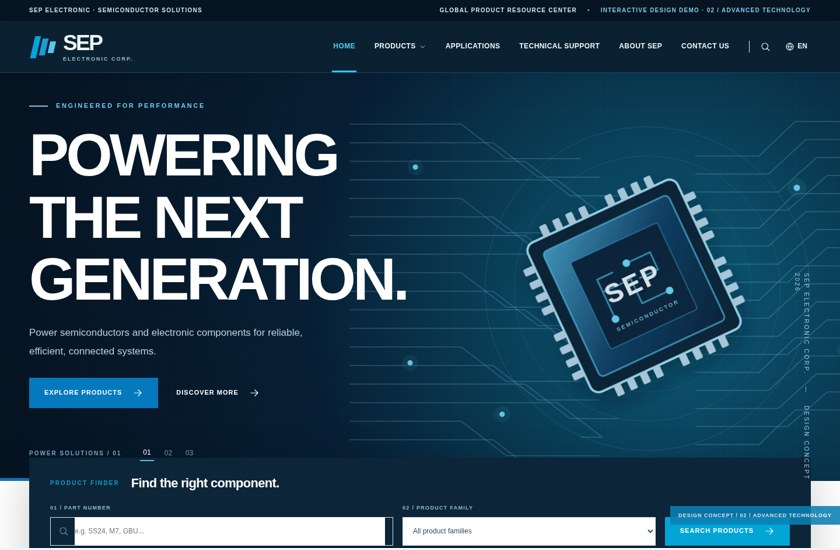 SEP ELECTRONIC · SEMICONDUCTOR SOLUTIONS
GLOBAL PRODUCT RESOURCE CENTER • INTERACTIVE DESIGN DEMO · 02 / ADVANCED TECHNOLOGY
SEP
ELECTRONIC CORP.
HOME PRODUCTS APPLICATIONS TECHNICAL SUPPORT ABOUT SEP CONTACT US EN
ENGINEERED FOR PERFORMANCE
POWERING
THE NEXT
GENERATION.
Power semiconductors and electronic components for reliable,
efficient, connected systems.
EXPLORE PRODUCTS
DISCOVER MORE
SEP
SEMICONDUCTOR
SEP ELECTRONIC CORP. — DESIGN CONCEPT
2026
POWER SOLUTIONS / 01
01 02 03
PRODUCT FINDER Find the right component.
01 / PART NUMBER
e.g. SS24, M7, GBU...
02 / PRODUCT FAMILY
All product families
DESIGN CONCEPT / 02 / ADVANCED TECHNOLOGY
SEARCH PRODUCTS